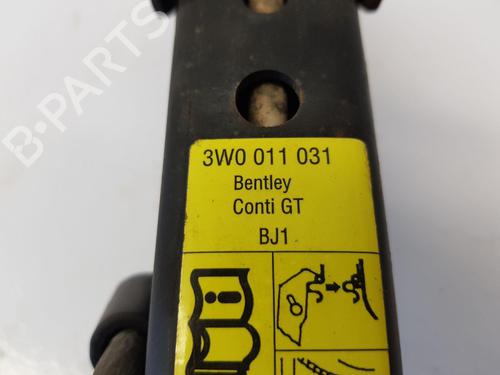 B-PARTS
3W0 011 031
Bentley
Conti GT
BJ1